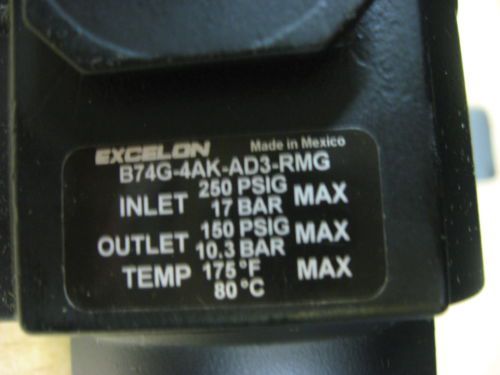 EXCELON Made in Mexico
B74G-4AK-AD3-RMG
INLET 250 PSIG 17 BAR MAX
OUTLET 150 PSIG 10.3 BAR MAX
TEMP 175°F 80°C MAX